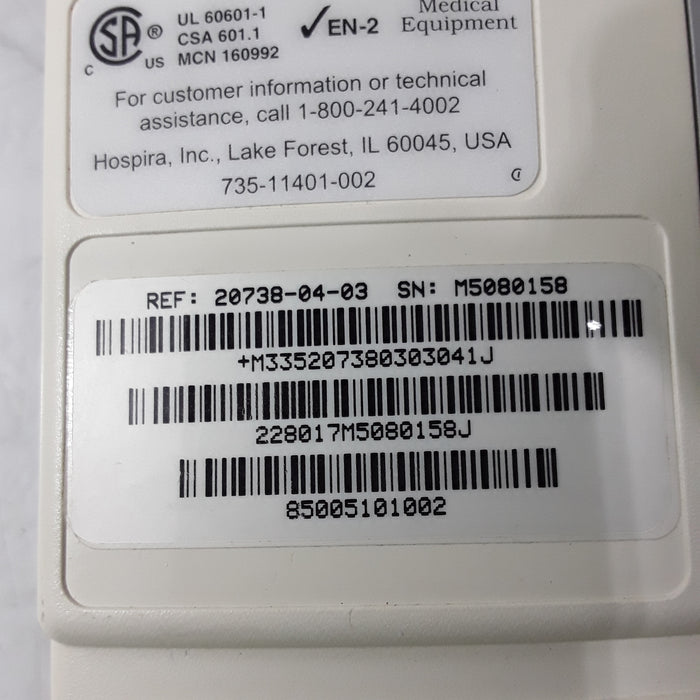 Medical
UL 60601-1
CSA 601.1
MCN 160992
C SA ® US
✓EN-2
Equipment
For customer information or technical
assistance, call 1-800-241-4002
Hospira, Inc., Lake Forest, IL 60045, USA
735-11401-002
REF: 20738-04-03 SN: M5080158
+M335207380303041J
228017M5080158J
85005101002